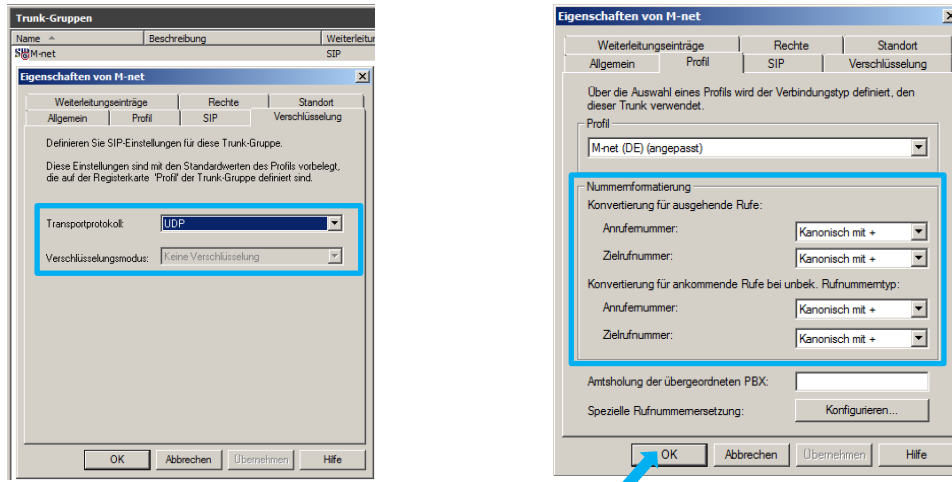 Trunk-Gruppen
Name Beschreibung Weiterleitu
M-net SIP
Eigenschaften von M-net
Weiterleitungseinträge Rechte Standort
Allgemein Profil SIP Verschlüsselung
Definieren Sie SIP-Einstellungen für diese Trunk-Gruppe.
Diese Einstellungen sind mit den Standardwerten des Profils vorbelegt,
die auf der Registerkarte 'Profil' der Trunk-Gruppe definiert sind.
Transportprotokoll: UDP
Verschlüsselungsmodus: Keine Verschlüsselung
OK Abbrechen Übernehmen Hilfe
Eigenschaften von M-net
Weiterleitungseinträge Rechte Standort
Allgemein Profil SIP Verschlüsselung
Über die Auswahl eines Profils wird der Verbindungstyp definiert, den
dieser Trunk verwendet.
Profil
M-net (DE) (angepasst)
Nummernformatierung
Konvertierung für ausgehende Rufe:
Anrufernummer: Kanonisch mit +
Zielrufnummer: Kanonisch mit +
Konvertierung für ankommende Rufe bei unbek. Rufnummerntyp:
Anrufernummer: Kanonisch mit +
Zielrufnummer: Kanonisch mit +
Amtsholung der übergeordneten PBX:
Spezielle Rufnummernersetzung: Konfigurieren...
OK Abbrechen Übernehmen Hilfe